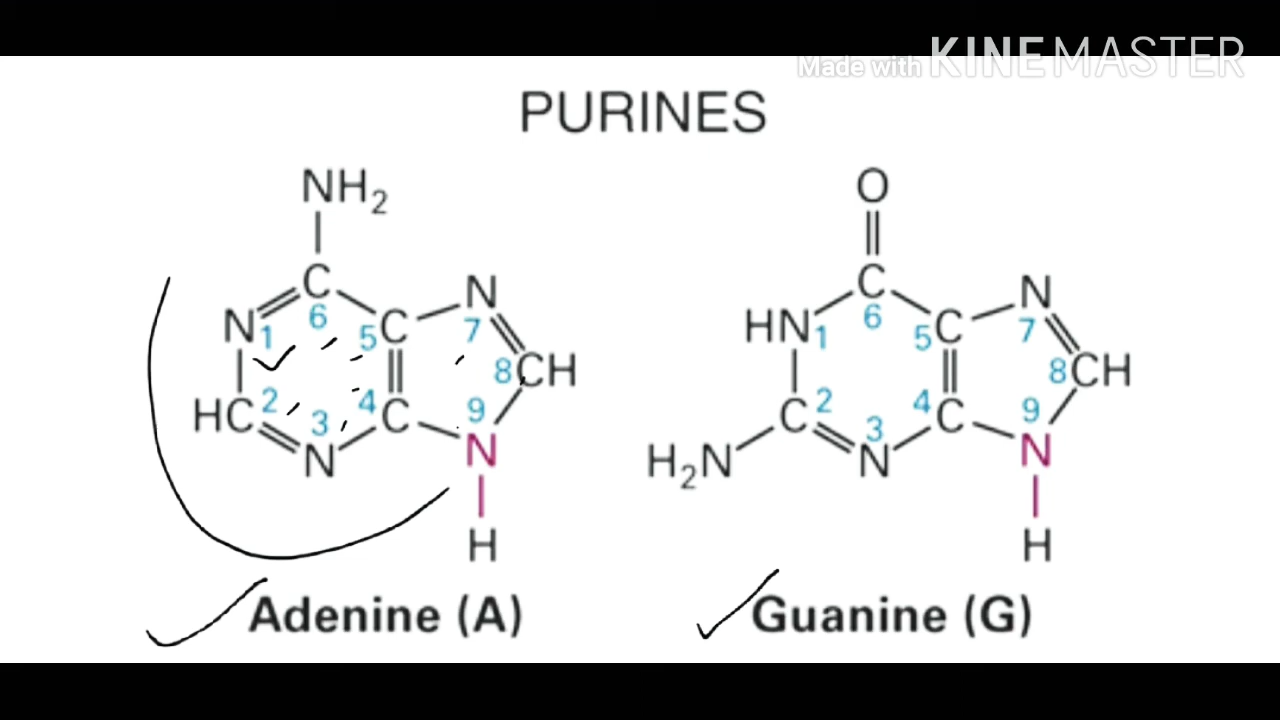 Made with KINEMASTER
PURINES
NH2
O
C
C
N
N
N
HN
1
6
5
C
7
1
6
5
C
7
8
CH
8
CH
HC
2
3
4
C
9
C
2
3
4
C
9
N
N
H2N
N
N
H
H
Adenine (A)
Guanine (G)